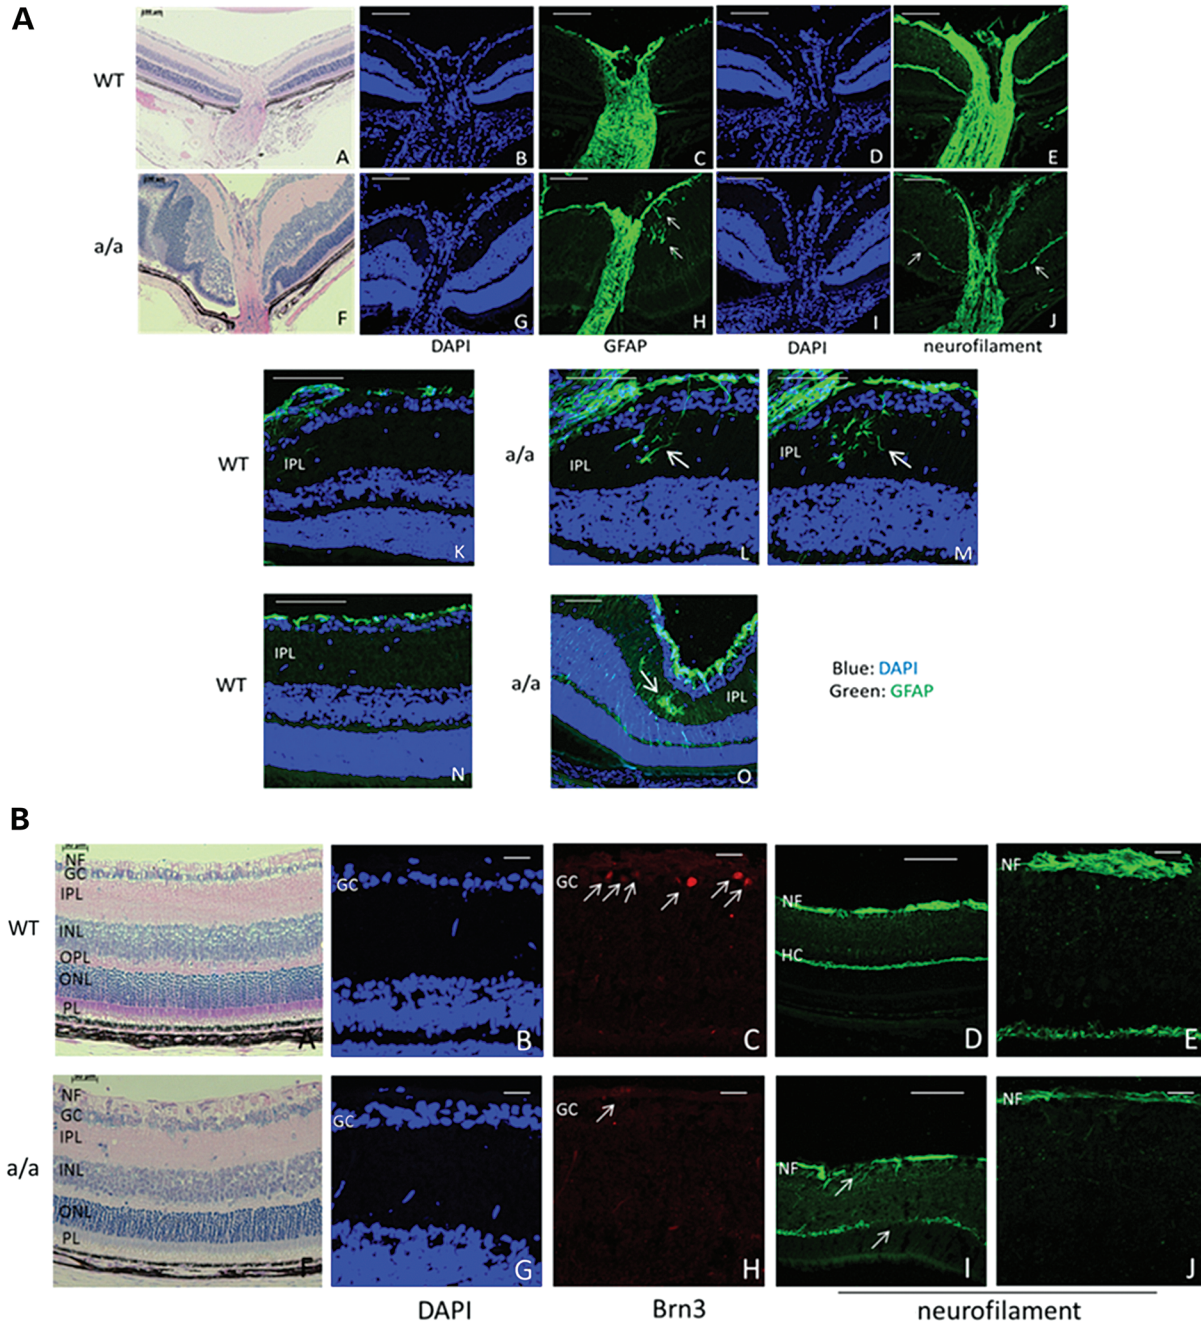 A
WT
A
B
C
D
E
a/a
F
G
H
I
J
DAPI
GFAP
DAPI
neurofilament
WT
IPL
K
a/a
IPL
L
IPL
M
WT
IPL
N
a/a
IPL
O
Blue: DAPI
Green: GFAP
B
WT
NF
GC
IPL
INL
OPL
ONL
PL
A
GC
B
GC
C
NF
HC
D
NF
E
a/a
NF
GC
IPL
INL
ONL
PL
F
GC
G
GC
H
NF
I
NF
J
DAPI
Brn3
neurofilament